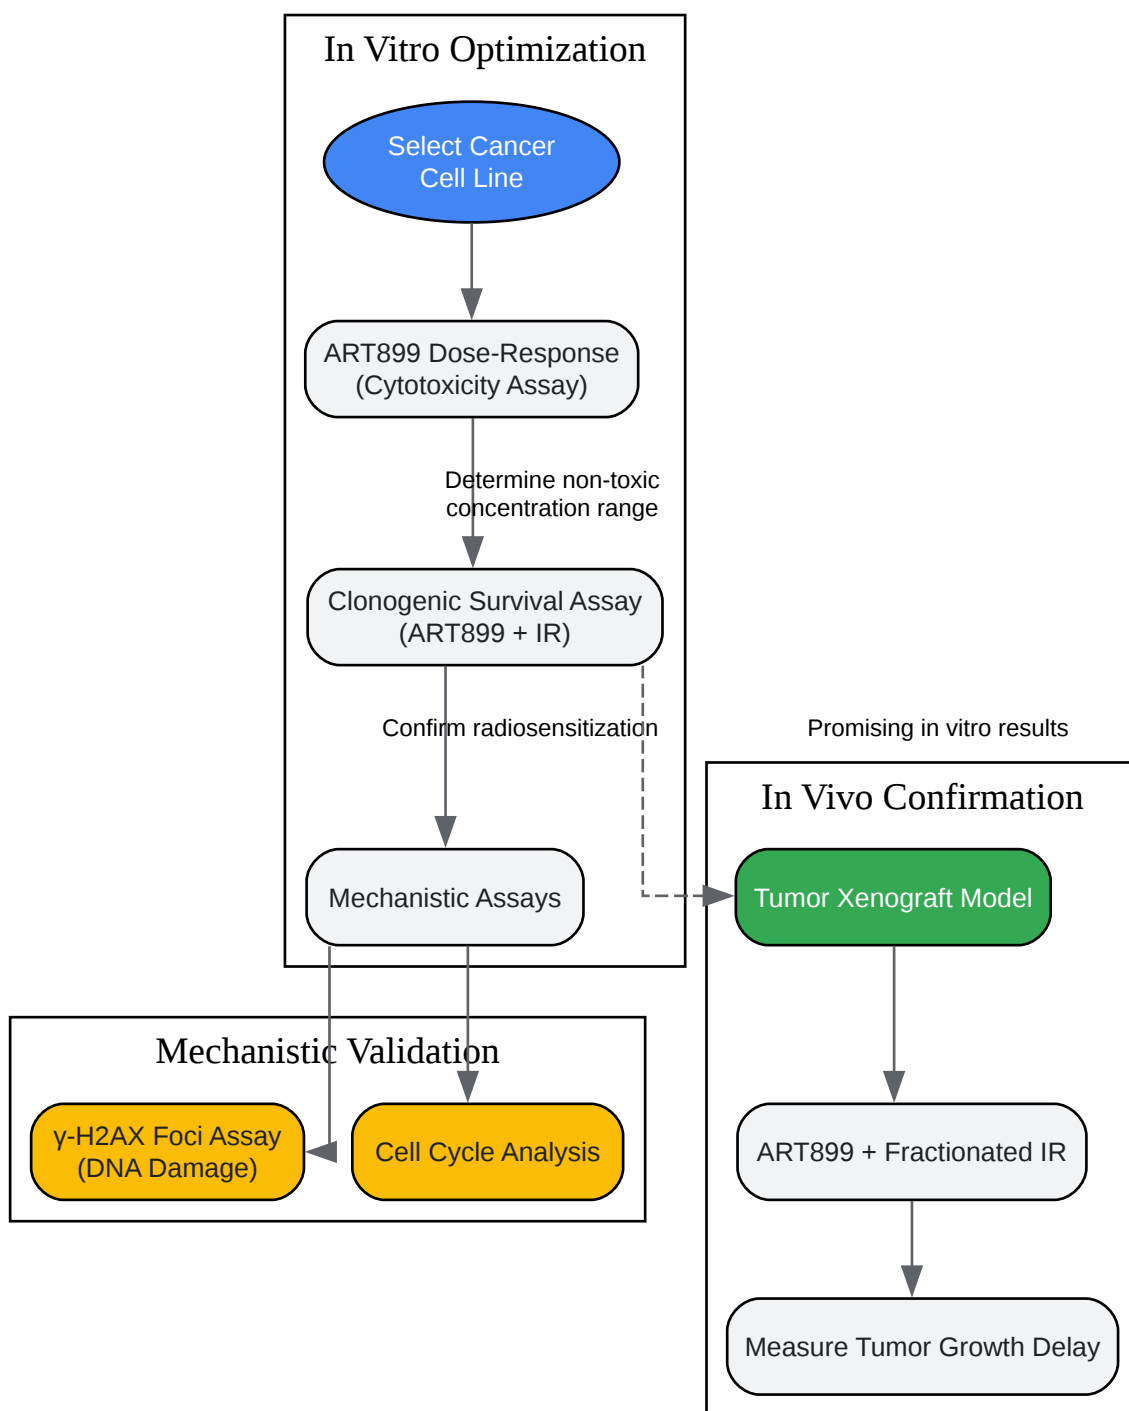 In Vitro Optimization
Select Cancer
Cell Line
ART899 Dose-Response
(Cytotoxicity Assay)
Determine non-toxic
concentration range
Clonogenic Survival Assay
(ART899 + IR)
Confirm radiosensitization
Promising in vitro results
Mechanistic Assays
In Vivo Confirmation
Tumor Xenograft Model
Mechanistic Validation
γ-H2AX Foci Assay
(DNA Damage)
Cell Cycle Analysis
ART899 + Fractionated IR
Measure Tumor Growth Delay